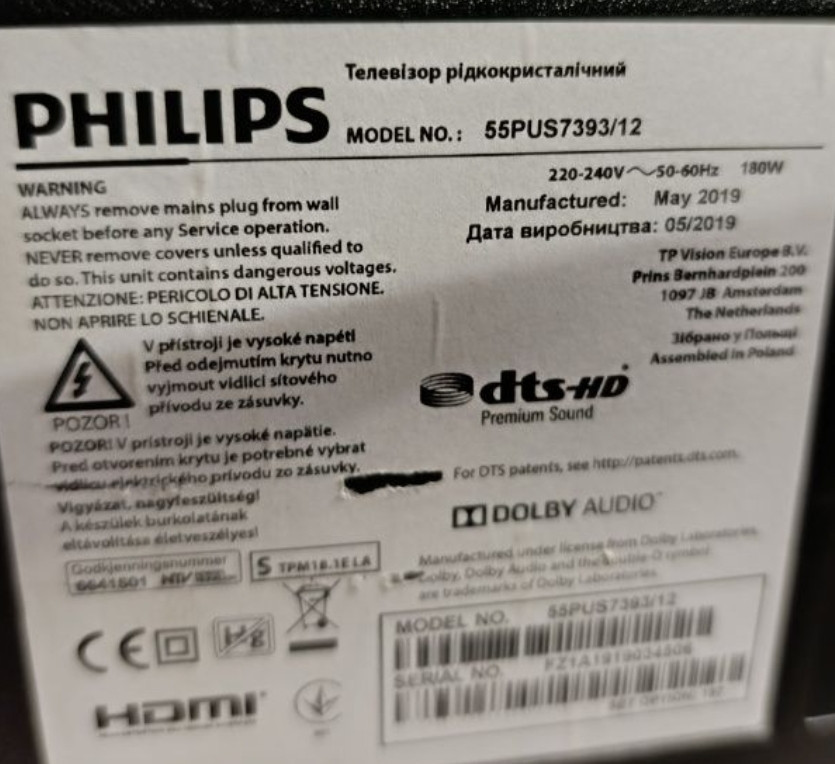 Телевізор рідкокристалічний
PHILIPS
MODEL NO.: 55PUS7393/12
220-240V~50-60Hz 180W
Manufactured: May 2019
Дата виробництва: 05/2019
TP Vision Europe B.V.
Prins Bernhardplein 200
1097 JB Amsterdam
The Netherlands
Зібрано у Польщі
Assembled in Poland
WARNING
ALWAYS remove mains plug from wall
socket before any Service operation.
NEVER remove covers unless qualified to
do so. This unit contains dangerous voltages.
ATTENZIONE: PERICOLO DI ALTA TENSIONE.
NON APRIRE LO SCHIENALE.
V přístroji je vysoké napětí
Před odejmutím krytu nutno
vyjmout vidlici síťového
přívodu ze zásuvky.
POZOR!
POZOR! V prístroji je vysoké napätie.
Pred otvorením krytu je potrebné vybrat
vidlicu elektrického prívodu zo zásuvky.
Vigyázat, nagyfeszültség!
A készülék burkolatának
eltávolítása életveszélyes!
dts-HD
Premium Sound
For DTS patents, see http://patents.dts.com.
DOLBY AUDIO™
Manufactured under license from Dolby Laboratories.
Dolby, Dolby Audio and the double-D symbol
are trademarks of Dolby Laboratories.
Godkjenningsnummer
S TPM18.1E LA
CE
Hg
HDMI
MODEL NO. 55PUS7393/12
SERIAL NO.